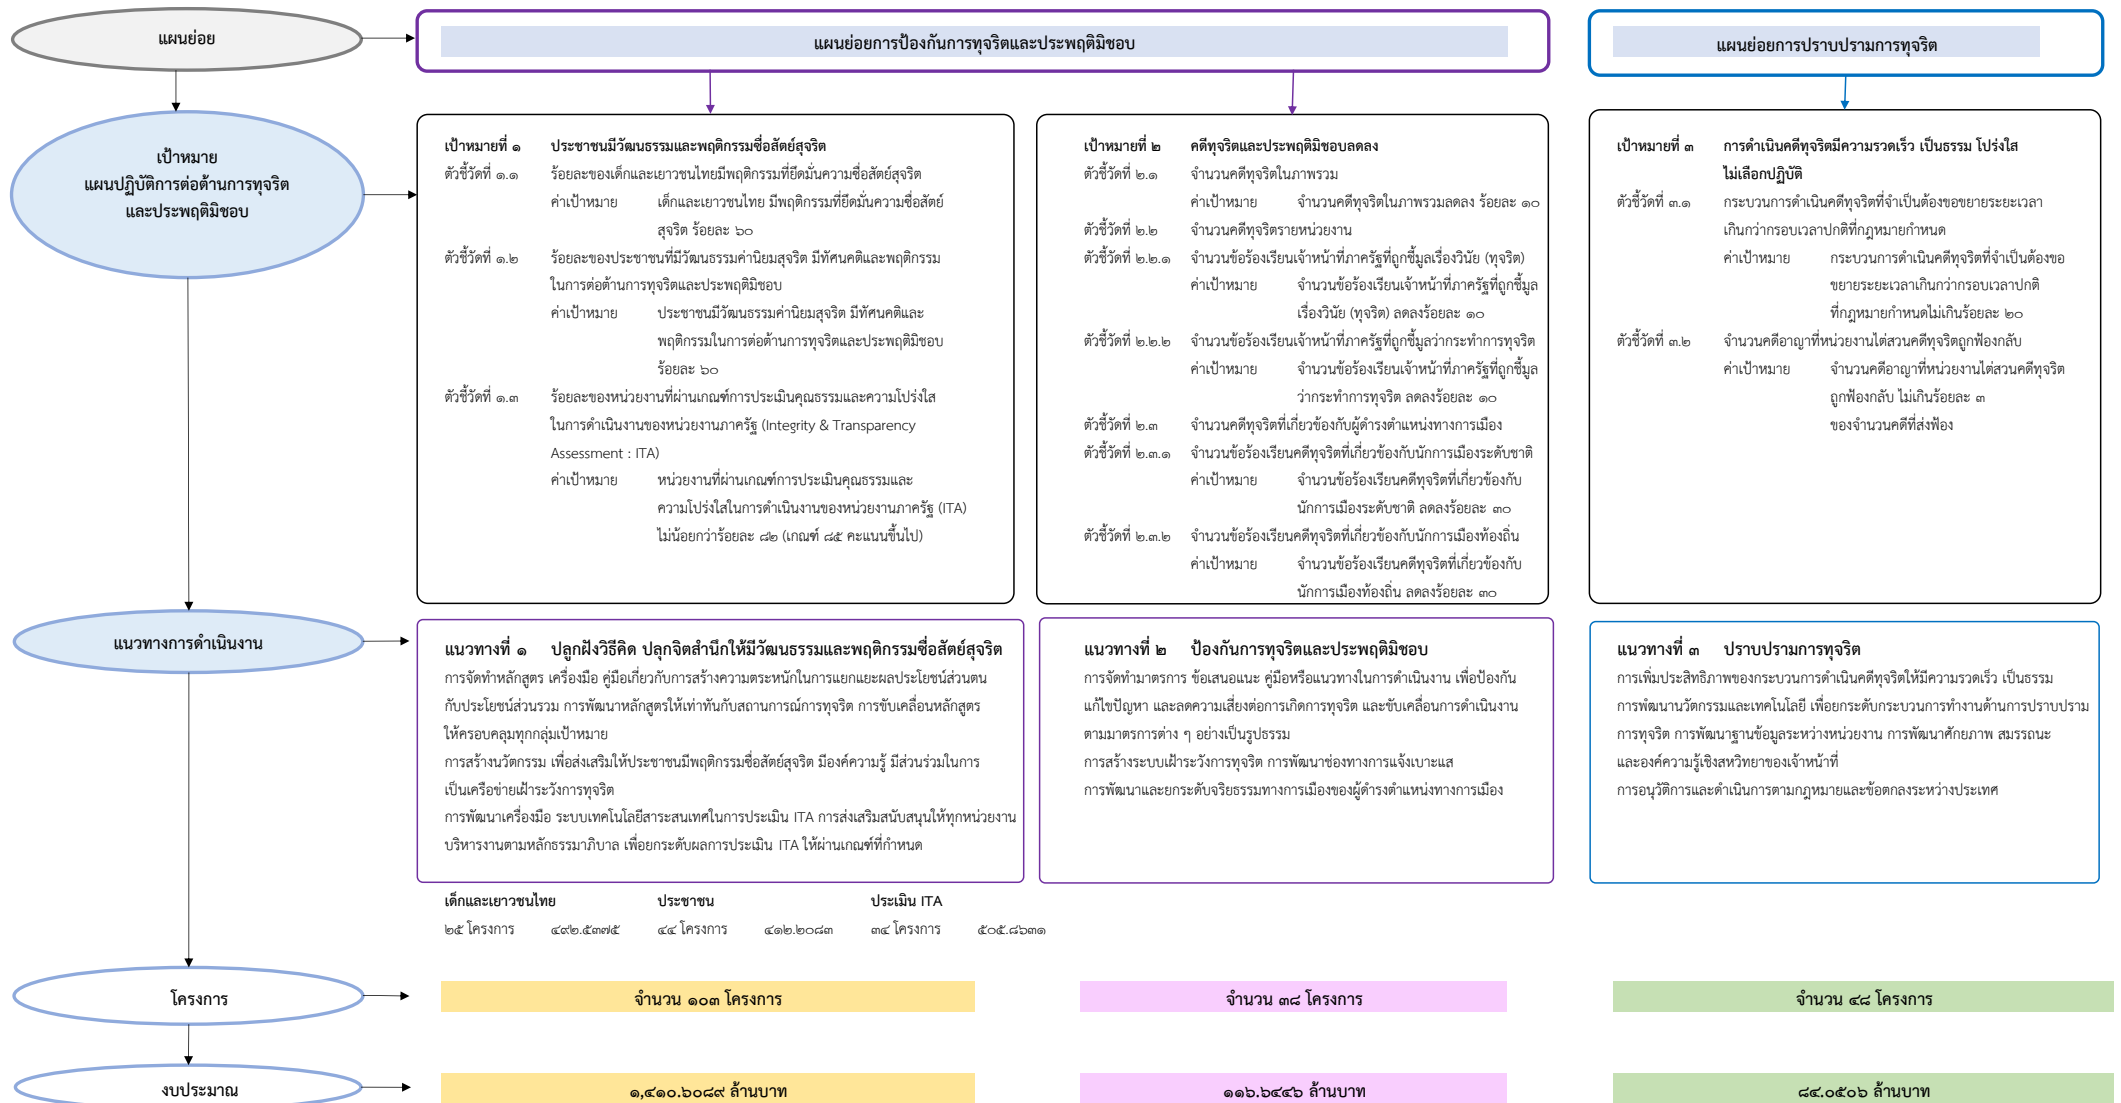 แผนย่อย
แผนย่อยการป้องกันการทุจริตและประพฤติมิชอบ
แผนย่อยการปราบปรามการทุจริต
เป้าหมาย
แผนปฏิบัติการต่อต้านการทุจริต
และประพฤติมิชอบ
เป้าหมายที่ ๑ ประชาชนมีวัฒนธรรมและพฤติกรรมซื่อสัตย์สุจริต
ตัวชี้วัดที่ ๑.๑ ร้อยละของเด็กและเยาวชนไทยมีพฤติกรรมที่ยึดมั่นความซื่อสัตย์สุจริต
ค่าเป้าหมาย เด็กและเยาวชนไทย มีพฤติกรรมที่ยึดมั่นความซื่อสัตย์
สุจริต ร้อยละ ๖๐
ตัวชี้วัดที่ ๑.๒ ร้อยละของประชาชนที่มีวัฒนธรรมค่านิยมสุจริต มีทัศนคติและพฤติกรรม
ในการต่อต้านการทุจริตและประพฤติมิชอบ
ค่าเป้าหมาย ประชาชนมีวัฒนธรรมค่านิยมสุจริต มีทัศนคติและ
พฤติกรรมในการต่อต้านการทุจริตและประพฤติมิชอบ
ร้อยละ ๖๐
ตัวชี้วัดที่ ๑.๓ ร้อยละของหน่วยงานที่ผ่านเกณฑ์การประเมินคุณธรรมและความโปร่งใส
ในการดำเนินงานของหน่วยงานภาครัฐ (Integrity & Transparency
Assessment : ITA)
ค่าเป้าหมาย หน่วยงานที่ผ่านเกณฑ์การประเมินคุณธรรมและ
ความโปร่งใสในการดำเนินงานของหน่วยงานภาครัฐ (ITA)
ไม่น้อยกว่าร้อยละ ๘๒ (เกณฑ์ ๘๕ คะแนนขึ้นไป)
เป้าหมายที่ ๒ คดีทุจริตและประพฤติมิชอบลดลง
ตัวชี้วัดที่ ๒.๑ จำนวนคดีทุจริตในภาพรวม
ค่าเป้าหมาย จำนวนคดีทุจริตในภาพรวมลดลง ร้อยละ ๑๐
ตัวชี้วัดที่ ๒.๒ จำนวนคดีทุจริตรายหน่วยงาน
ตัวชี้วัดที่ ๒.๒.๑ จำนวนข้อร้องเรียนเจ้าหน้าที่ภาครัฐที่ถูกชี้มูลเรื่องวินัย (ทุจริต)
ค่าเป้าหมาย จำนวนข้อร้องเรียนเจ้าหน้าที่ภาครัฐที่ถูกชี้มูล
เรื่องวินัย (ทุจริต) ลดลงร้อยละ ๑๐
ตัวชี้วัดที่ ๒.๒.๒ จำนวนข้อร้องเรียนเจ้าหน้าที่ภาครัฐที่ถูกชี้มูลว่ากระทำการทุจริต
ค่าเป้าหมาย จำนวนข้อร้องเรียนเจ้าหน้าที่ภาครัฐที่ถูกชี้มูล
ว่ากระทำการทุจริต ลดลงร้อยละ ๑๐
ตัวชี้วัดที่ ๒.๓ จำนวนคดีทุจริตที่เกี่ยวข้องกับผู้ดำรงตำแหน่งทางการเมือง
ตัวชี้วัดที่ ๒.๓.๑ จำนวนข้อร้องเรียนคดีทุจริตที่เกี่ยวข้องกับนักการเมืองระดับชาติ
ค่าเป้าหมาย จำนวนข้อร้องเรียนคดีทุจริตที่เกี่ยวข้องกับ
นักการเมืองระดับชาติ ลดลงร้อยละ ๓๐
ตัวชี้วัดที่ ๒.๓.๒ จำนวนข้อร้องเรียนคดีทุจริตที่เกี่ยวข้องกับนักการเมืองท้องถิ่น
ค่าเป้าหมาย จำนวนข้อร้องเรียนคดีทุจริตที่เกี่ยวข้องกับ
นักการเมืองท้องถิ่น ลดลงร้อยละ ๓๐
เป้าหมายที่ ๓ การดำเนินคดีทุจริตมีความรวดเร็ว เป็นธรรม โปร่งใส
ไม่เลือกปฏิบัติ
ตัวชี้วัดที่ ๓.๑ กระบวนการดำเนินคดีทุจริตที่จำเป็นต้องขอขยายระยะเวลา
เกินกว่ากรอบเวลาปกติที่กฎหมายกำหนด
ค่าเป้าหมาย กระบวนการดำเนินคดีทุจริตที่จำเป็นต้องขอ
ขยายระยะเวลาเกินกว่ากรอบเวลาปกติ
ที่กฎหมายกำหนดไม่เกินร้อยละ ๒๐
ตัวชี้วัดที่ ๓.๒ จำนวนคดีอาญาที่หน่วยงานไต่สวนคดีทุจริตถูกฟ้องกลับ
ค่าเป้าหมาย จำนวนคดีอาญาที่หน่วยงานไต่สวนคดีทุจริต
ถูกฟ้องกลับ ไม่เกินร้อยละ ๓
ของจำนวนคดีที่ส่งฟ้อง
แนวทางการดำเนินงาน
แนวทางที่ ๑ ปลูกฝังวิธีคิด ปลุกจิตสำนึกให้มีวัฒนธรรมและพฤติกรรมซื่อสัตย์สุจริต
การจัดทำหลักสูตร เครื่องมือ คู่มือเกี่ยวกับการสร้างความตระหนักในการแยกแยะผลประโยชน์ส่วนตน
กับประโยชน์ส่วนรวม การพัฒนาหลักสูตรให้เท่าทันกับสถานการณ์การทุจริต การขับเคลื่อนหลักสูตร
ให้ครอบคลุมทุกกลุ่มเป้าหมาย
การสร้างนวัตกรรม เพื่อส่งเสริมให้ประชาชนมีพฤติกรรมซื่อสัตย์สุจริต มีองค์ความรู้ มีส่วนร่วมในการ
เป็นเครือข่ายเฝ้าระวังการทุจริต
การพัฒนาเครื่องมือ ระบบเทคโนโลยีสาระสนเทศในการประเมิน ITA การส่งเสริมสนับสนุนให้ทุกหน่วยงาน
บริหารงานตามหลักธรรมาภิบาล เพื่อยกระดับผลการประเมิน ITA ให้ผ่านเกณฑ์ที่กำหนด
แนวทางที่ ๒ ป้องกันการทุจริตและประพฤติมิชอบ
การจัดทำมาตรการ ข้อเสนอแนะ คู่มือหรือแนวทางในการดำเนินงาน เพื่อป้องกัน
แก้ไขปัญหา และลดความเสี่ยงต่อการเกิดการทุจริต และขับเคลื่อนการดำเนินงาน
ตามมาตรการต่าง ๆ อย่างเป็นรูปธรรม
การสร้างระบบเฝ้าระวังการทุจริต การพัฒนาช่องทางการแจ้งเบาะแส
การพัฒนาและยกระดับจริยธรรมทางการเมืองของผู้ดำรงตำแหน่งทางการเมือง
แนวทางที่ ๓ ปราบปรามการทุจริต
การเพิ่มประสิทธิภาพของกระบวนการดำเนินคดีทุจริตให้มีความรวดเร็ว เป็นธรรม
การพัฒนานวัตกรรมและเทคโนโลยี เพื่อยกระดับกระบวนการทำงานด้านการปราบปราม
การทุจริต การพัฒนาฐานข้อมูลระหว่างหน่วยงาน การพัฒนาศักยภาพ สมรรถนะ
และองค์ความรู้เชิงสหวิทยาของเจ้าหน้าที่
การอนุวัติการและดำเนินการตามกฎหมายและข้อตกลงระหว่างประเทศ
เด็กและเยาวชนไทย ประชาชน ประเมิน ITA
๒๕ โครงการ ๔๙๒.๕๓๗๕ ๔๔ โครงการ ๔๑๒.๒๐๘๓ ๓๔ โครงการ ๕๐๕.๘๖๓๑
โครงการ
จำนวน ๑๐๓ โครงการ
จำนวน ๓๘ โครงการ
จำนวน ๔๘ โครงการ
งบประมาณ
๑,๔๑๐.๖๐๘๙ ล้านบาท
๑๑๖.๖๔๔๖ ล้านบาท
๘๔.๐๕๐๖ ล้านบาท